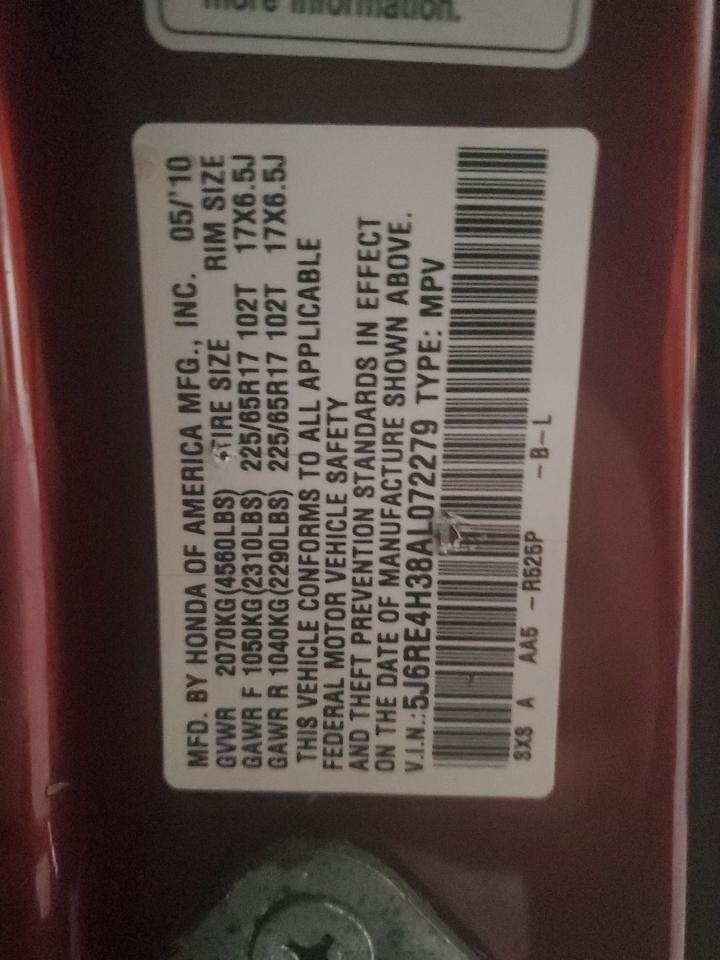 more information.
MFD. BY HONDA OF AMERICA MFG., INC. 05/'10
GVWR 2070KG(4560LBS) TIRE SIZE RIM SIZE
GAWR F 1050KG(2310LBS) 225/65R17 102T 17X6.5J
GAWR R 1040KG(2290LBS) 225/65R17 102T 17X6.5J
THIS VEHICLE CONFORMS TO ALL APPLICABLE
FEDERAL MOTOR VEHICLE SAFETY
AND THEFT PREVENTION STANDARDS IN EFFECT
ON THE DATE OF MANUFACTURE SHOWN ABOVE.
V.I.N.:5J6RE4H38AL072279 TYPE: MPV
SXS A AA5 -R525P -B-L